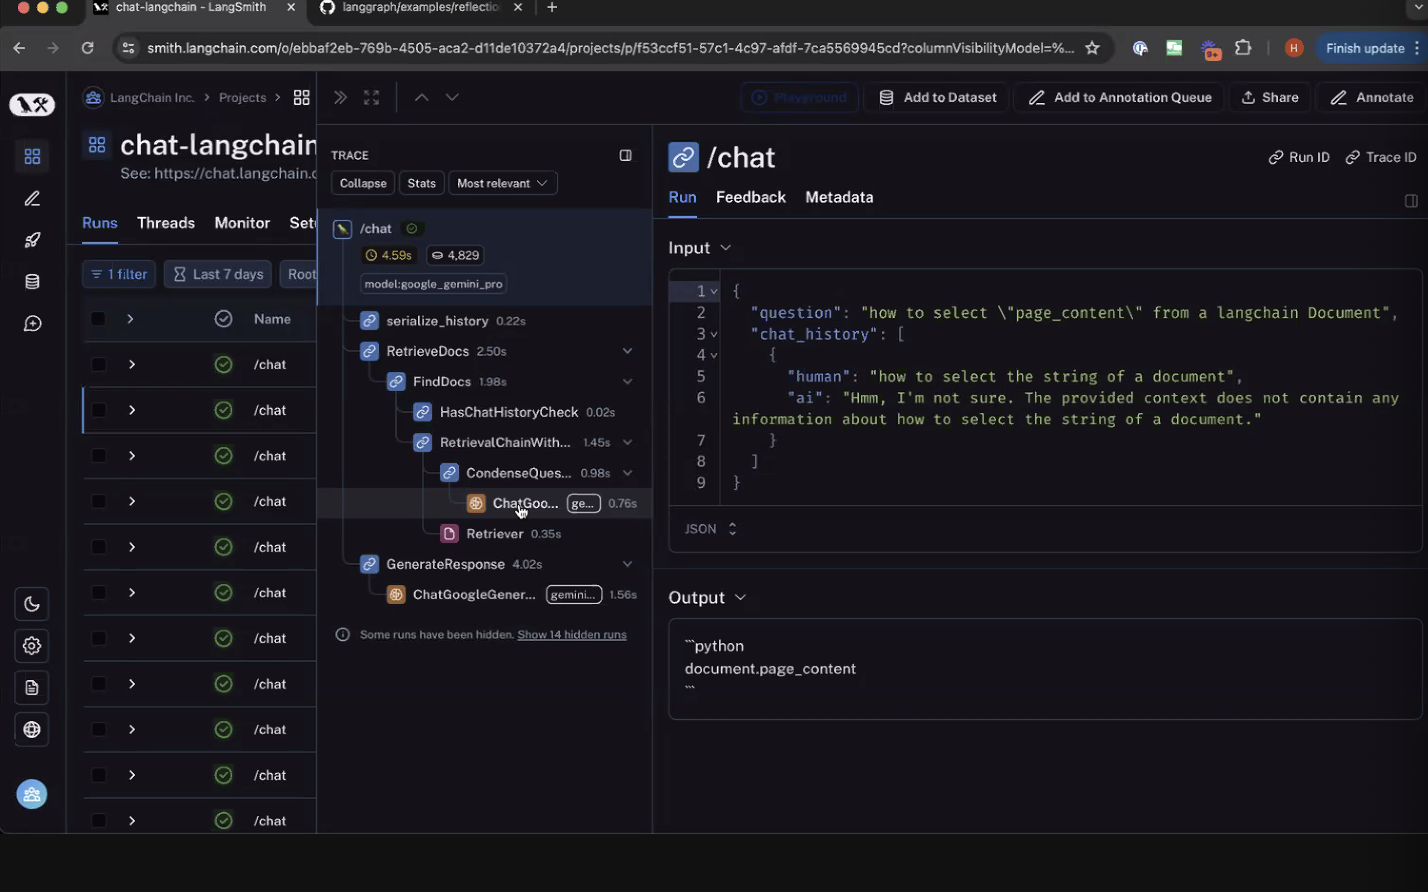 chat-langchain - LangSmith
langgraph/examples/reflectio
smith.langchain.com/o/ebbaf2eb-769b-4505-aca2-d11de10372a4/projects/p/f53ccf51-57c1-4c97-afdf-7ca5569945cd?columnVisibilityModel=%...
9+
H
Finish update
LangChain Inc. > Projects >
Playground
Add to Dataset
Add to Annotation Queue
Share
Annotate
chat-langchain
See: https://chat.langchain.c
Runs Threads Monitor Setu
1 filter
Last 7 days
Root
Name
/chat
/chat
/chat
/chat
/chat
/chat
/chat
/chat
/chat
/chat
/chat
TRACE
Collapse
Stats
Most relevant
/chat
4.59s
4,829
model:google_gemini_pro
serialize_history 0.22s
RetrieveDocs 2.50s
FindDocs 1.98s
HasChatHistoryCheck 0.02s
RetrievalChainWith... 1.45s
CondenseQues... 0.98s
ChatGoo... ge... 0.76s
Retriever 0.35s
GenerateResponse 4.02s
ChatGoogleGener... gemini... 1.56s
Some runs have been hidden. Show 14 hidden runs
/chat
Run ID
Trace ID
Run Feedback Metadata
Input
1 {
2 "question": "how to select \"page_content\" from a langchain Document",
3 "chat_history": [
4 {
5 "human": "how to select the string of a document",
6 "ai": "Hmm, I'm not sure. The provided context does not contain any
information about how to select the string of a document."
7 }
8 ]
9 }
JSON
Output
```python
document.page_content
```